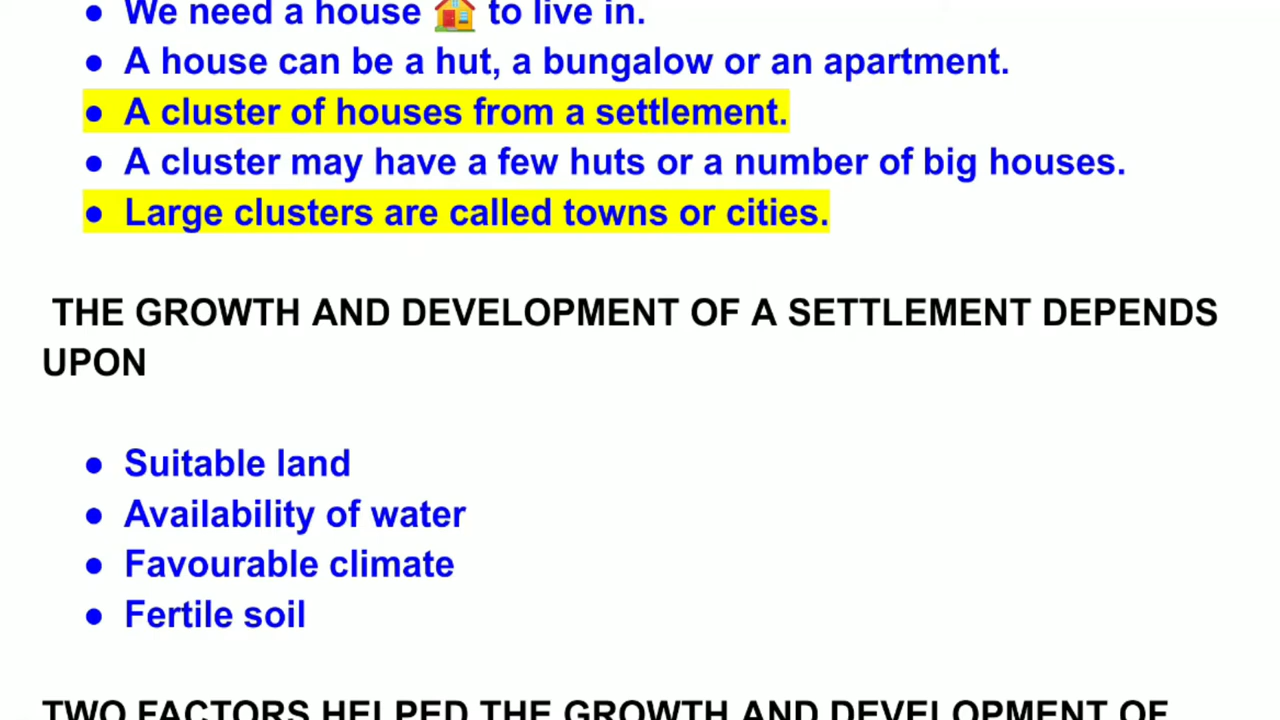 ● We need a house 🏠 to live in.
● A house can be a hut, a bungalow or an apartment.
● A cluster of houses from a settlement.
● A cluster may have a few huts or a number of big houses.
● Large clusters are called towns or cities.
THE GROWTH AND DEVELOPMENT OF A SETTLEMENT DEPENDS
UPON
● Suitable land
● Availability of water
● Favourable climate
● Fertile soil
TWO FACTORS HELPED THE GROWTH AND DEVELOPMENT OF